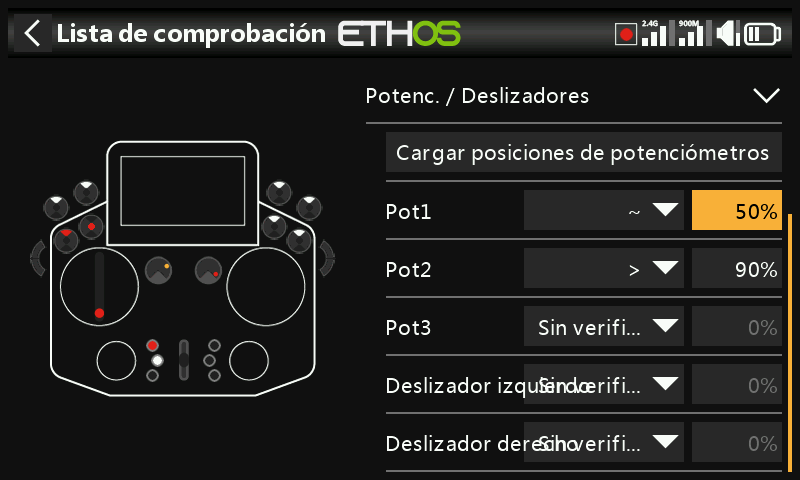 Lista de comprobación ETHOS 2.4G 900M
Potenc. / Deslizadores
Cargar posiciones de potenciómetros
Pot1 ~ 50%
Pot2 > 90%
Pot3 Sin verifi... 0%
Deslizador izquierdo Sin verifi... 0%
Deslizador derecho Sin verifi... 0%